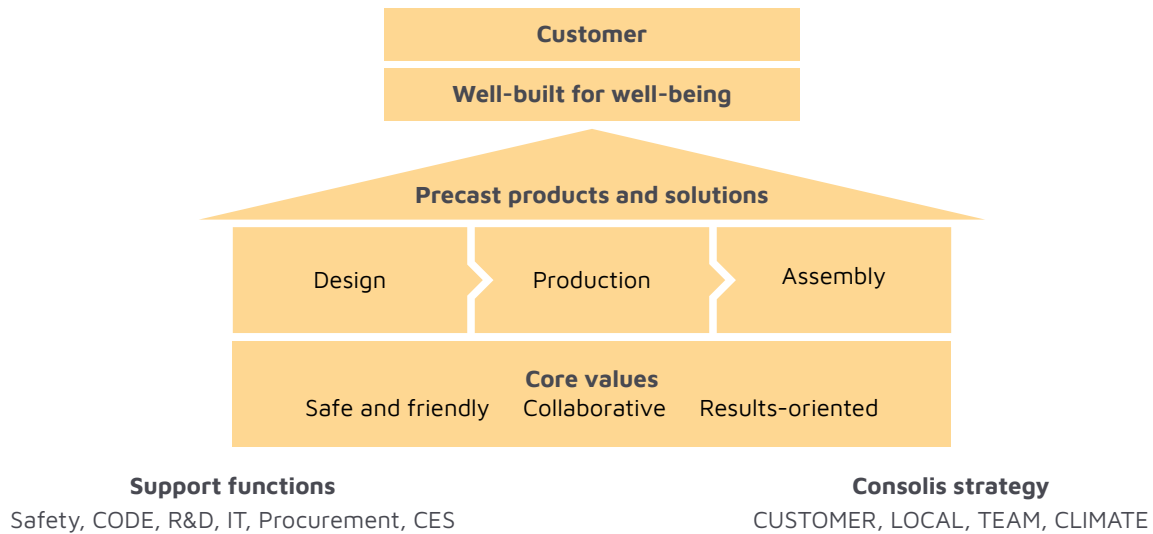 Customer
Well-built for well-being
Precast products and solutions
Design
Production
Assembly
Core values
Safe and friendly Collaborative Results-oriented
Support functions
Safety, CODE, R&D, IT, Procurement, CES
Consolis strategy
CUSTOMER, LOCAL, TEAM, CLIMATE